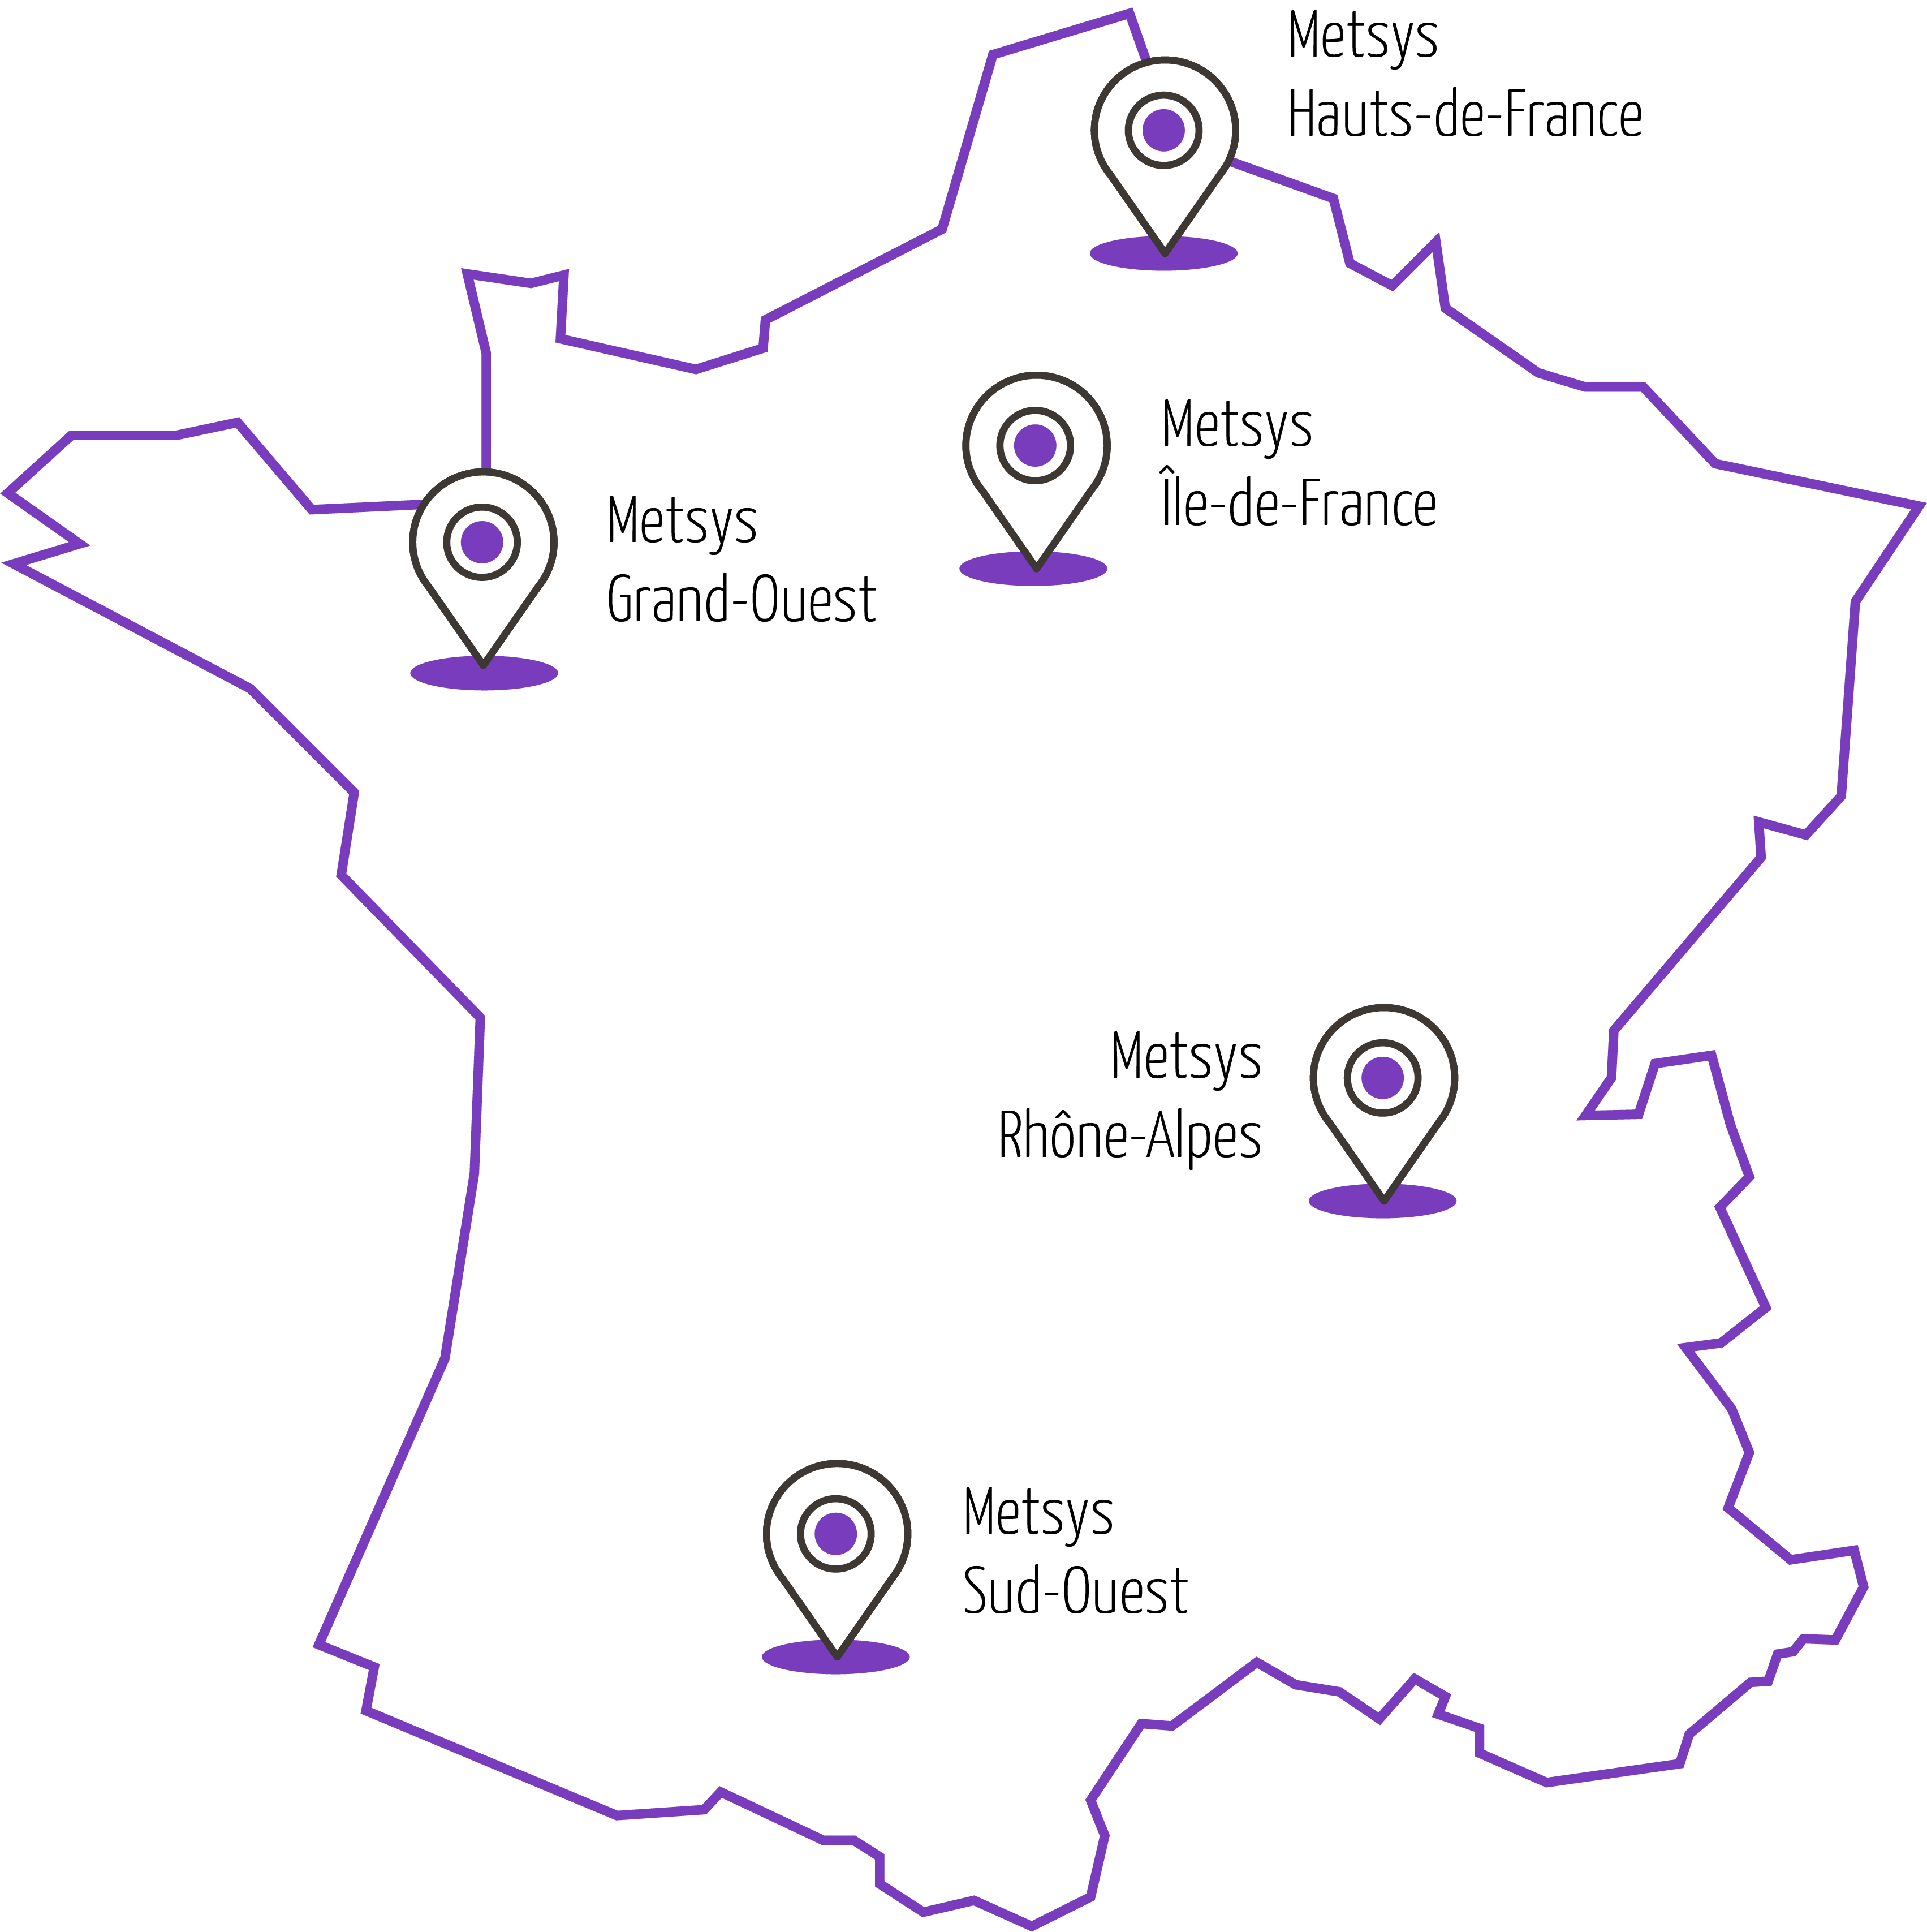 Metsys
Hauts-de-France
Metsys
Île-de-France
Metsys
Grand-Ouest
Metsys
Rhône-Alpes
Metsys
Sud-Ouest